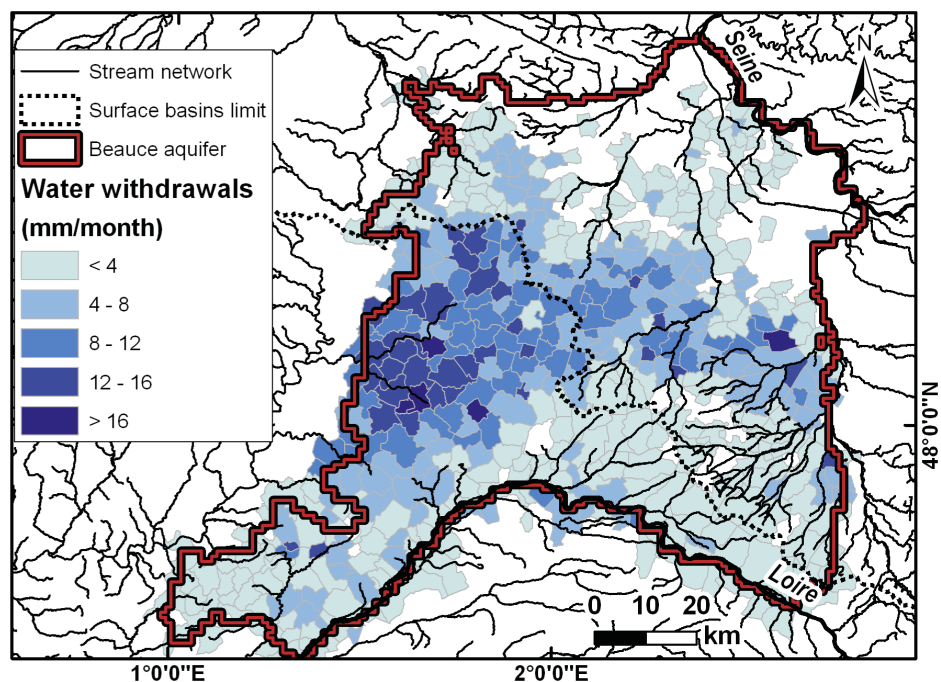 Seine
N
Stream network
Surface basins limit
Beauce aquifer
Water withdrawals
(mm/month)
< 4
4 - 8
8 - 12
12 - 16
> 16
48°0'0"N
Loire
0 10 20
km
1°0'0"E
2°0'0"E